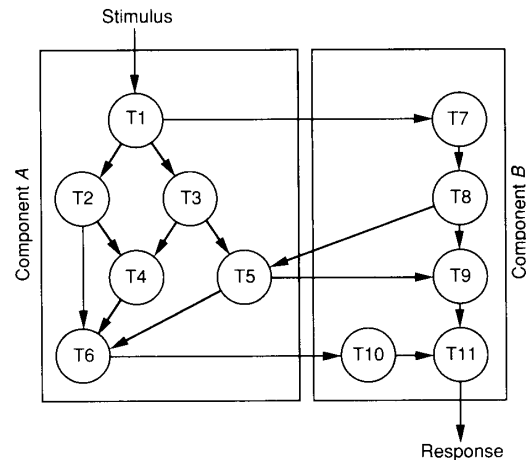 Stimulus
Component A
Component B
T1
T7
T2
T3
T8
T4
T5
T9
T6
T10
T11
Response